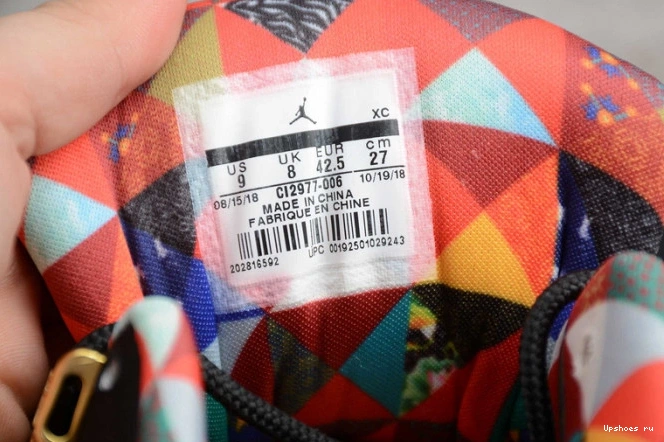 XC
US UK EUR cm
9 8 42.5 27
08/15/18 CI2977-006 10/19/18
MADE IN CHINA
FABRIQUE EN CHINE
202816592 UPC 00192501029243
Upshoes ru